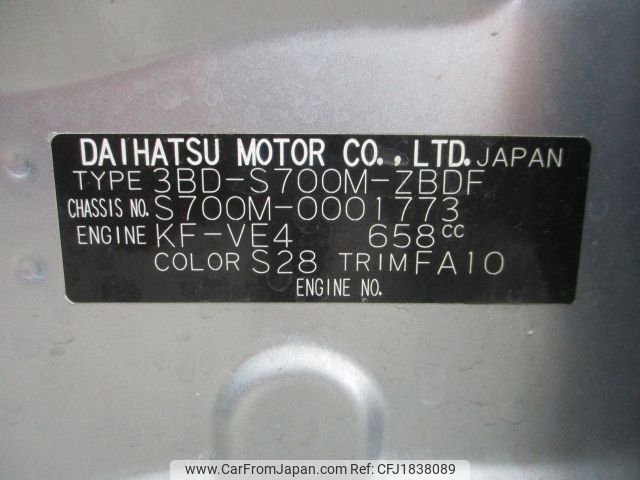 DAIHATSU MOTOR CO.,LTD. JAPAN
TYPE 3BD-S700M-ZBDF
CHASSIS NO. S700M-0001773
ENGINE KF-VE4 658CC
COLOR S28 TRIM FA10
ENGINE NO.
www.CarFromJapan.com | REF No. CFJ1838089